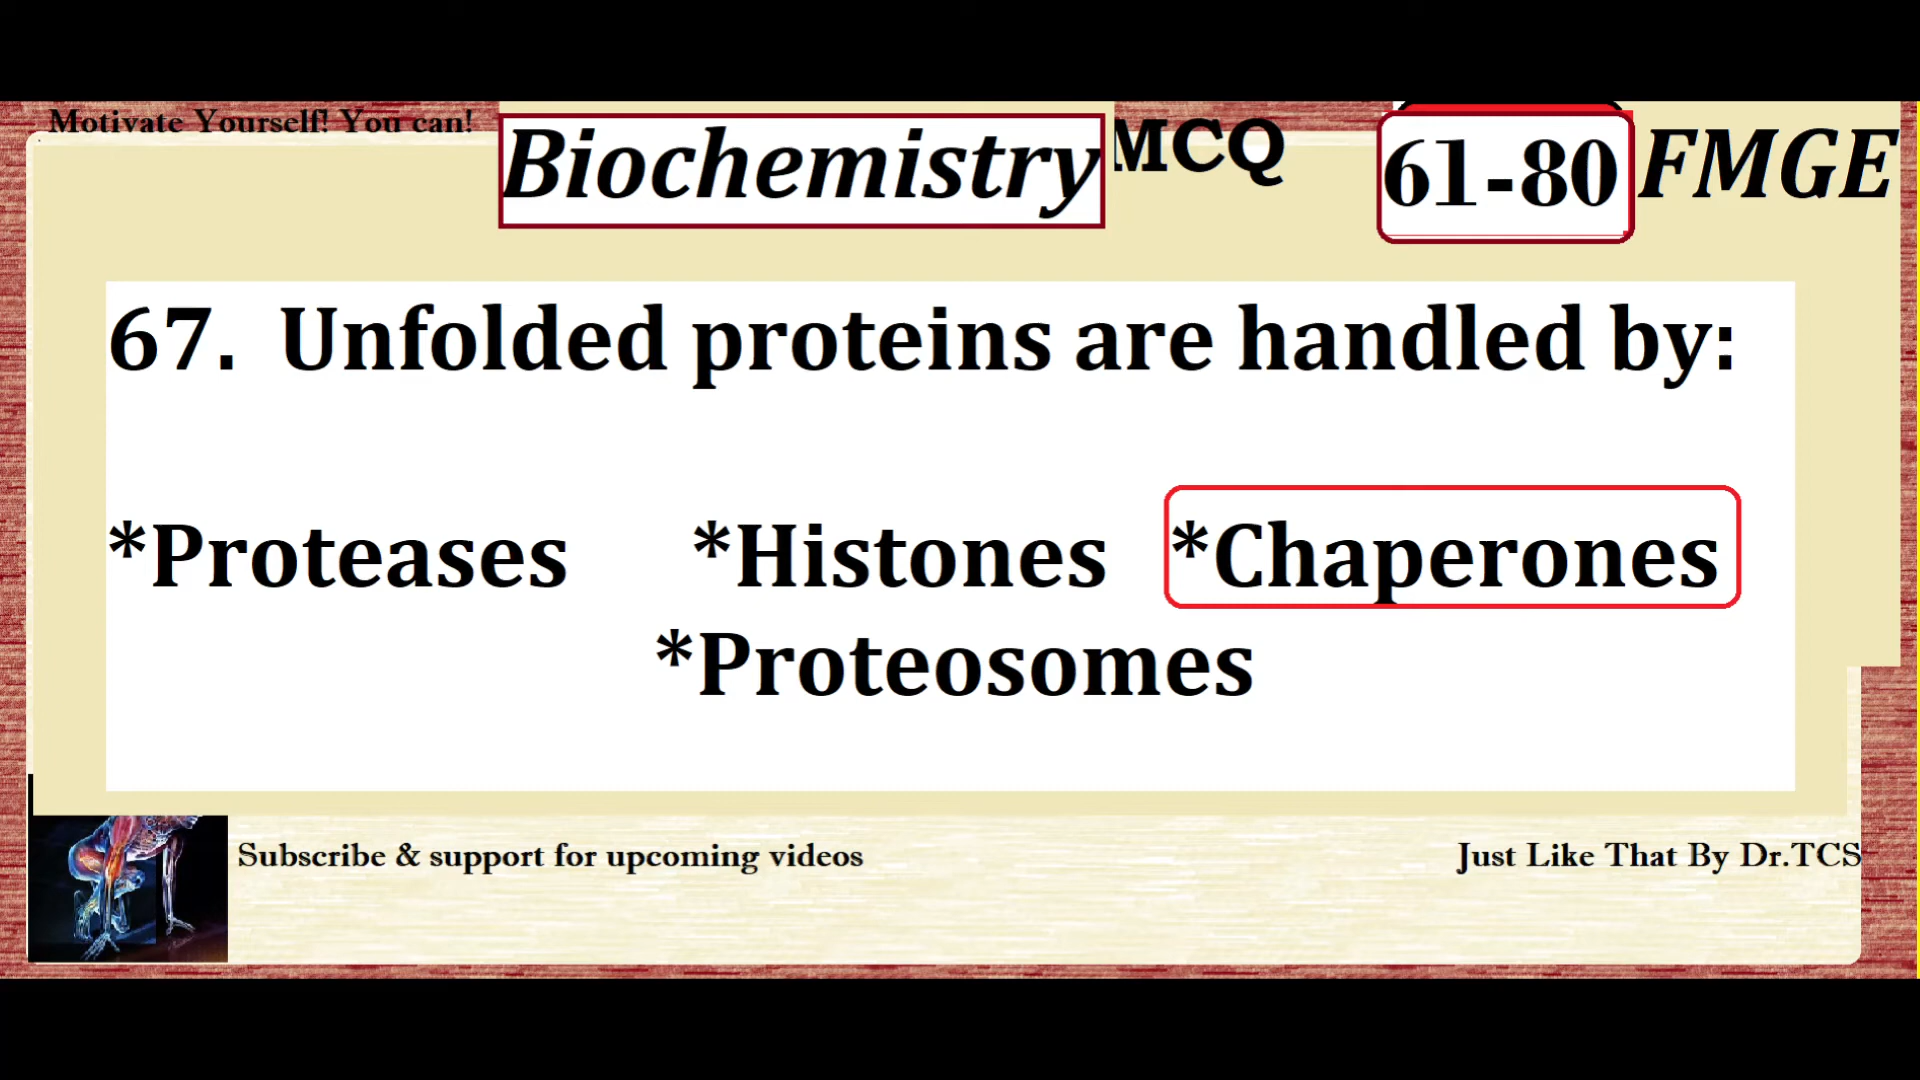 Motivate Yourself! You can!
Biochemistry MCQ 61-80 FMGE
67. Unfolded proteins are handled by:
*Proteases *Histones *Chaperones
*Proteosomes
Subscribe & support for upcoming videos
Just Like That By Dr.TCS